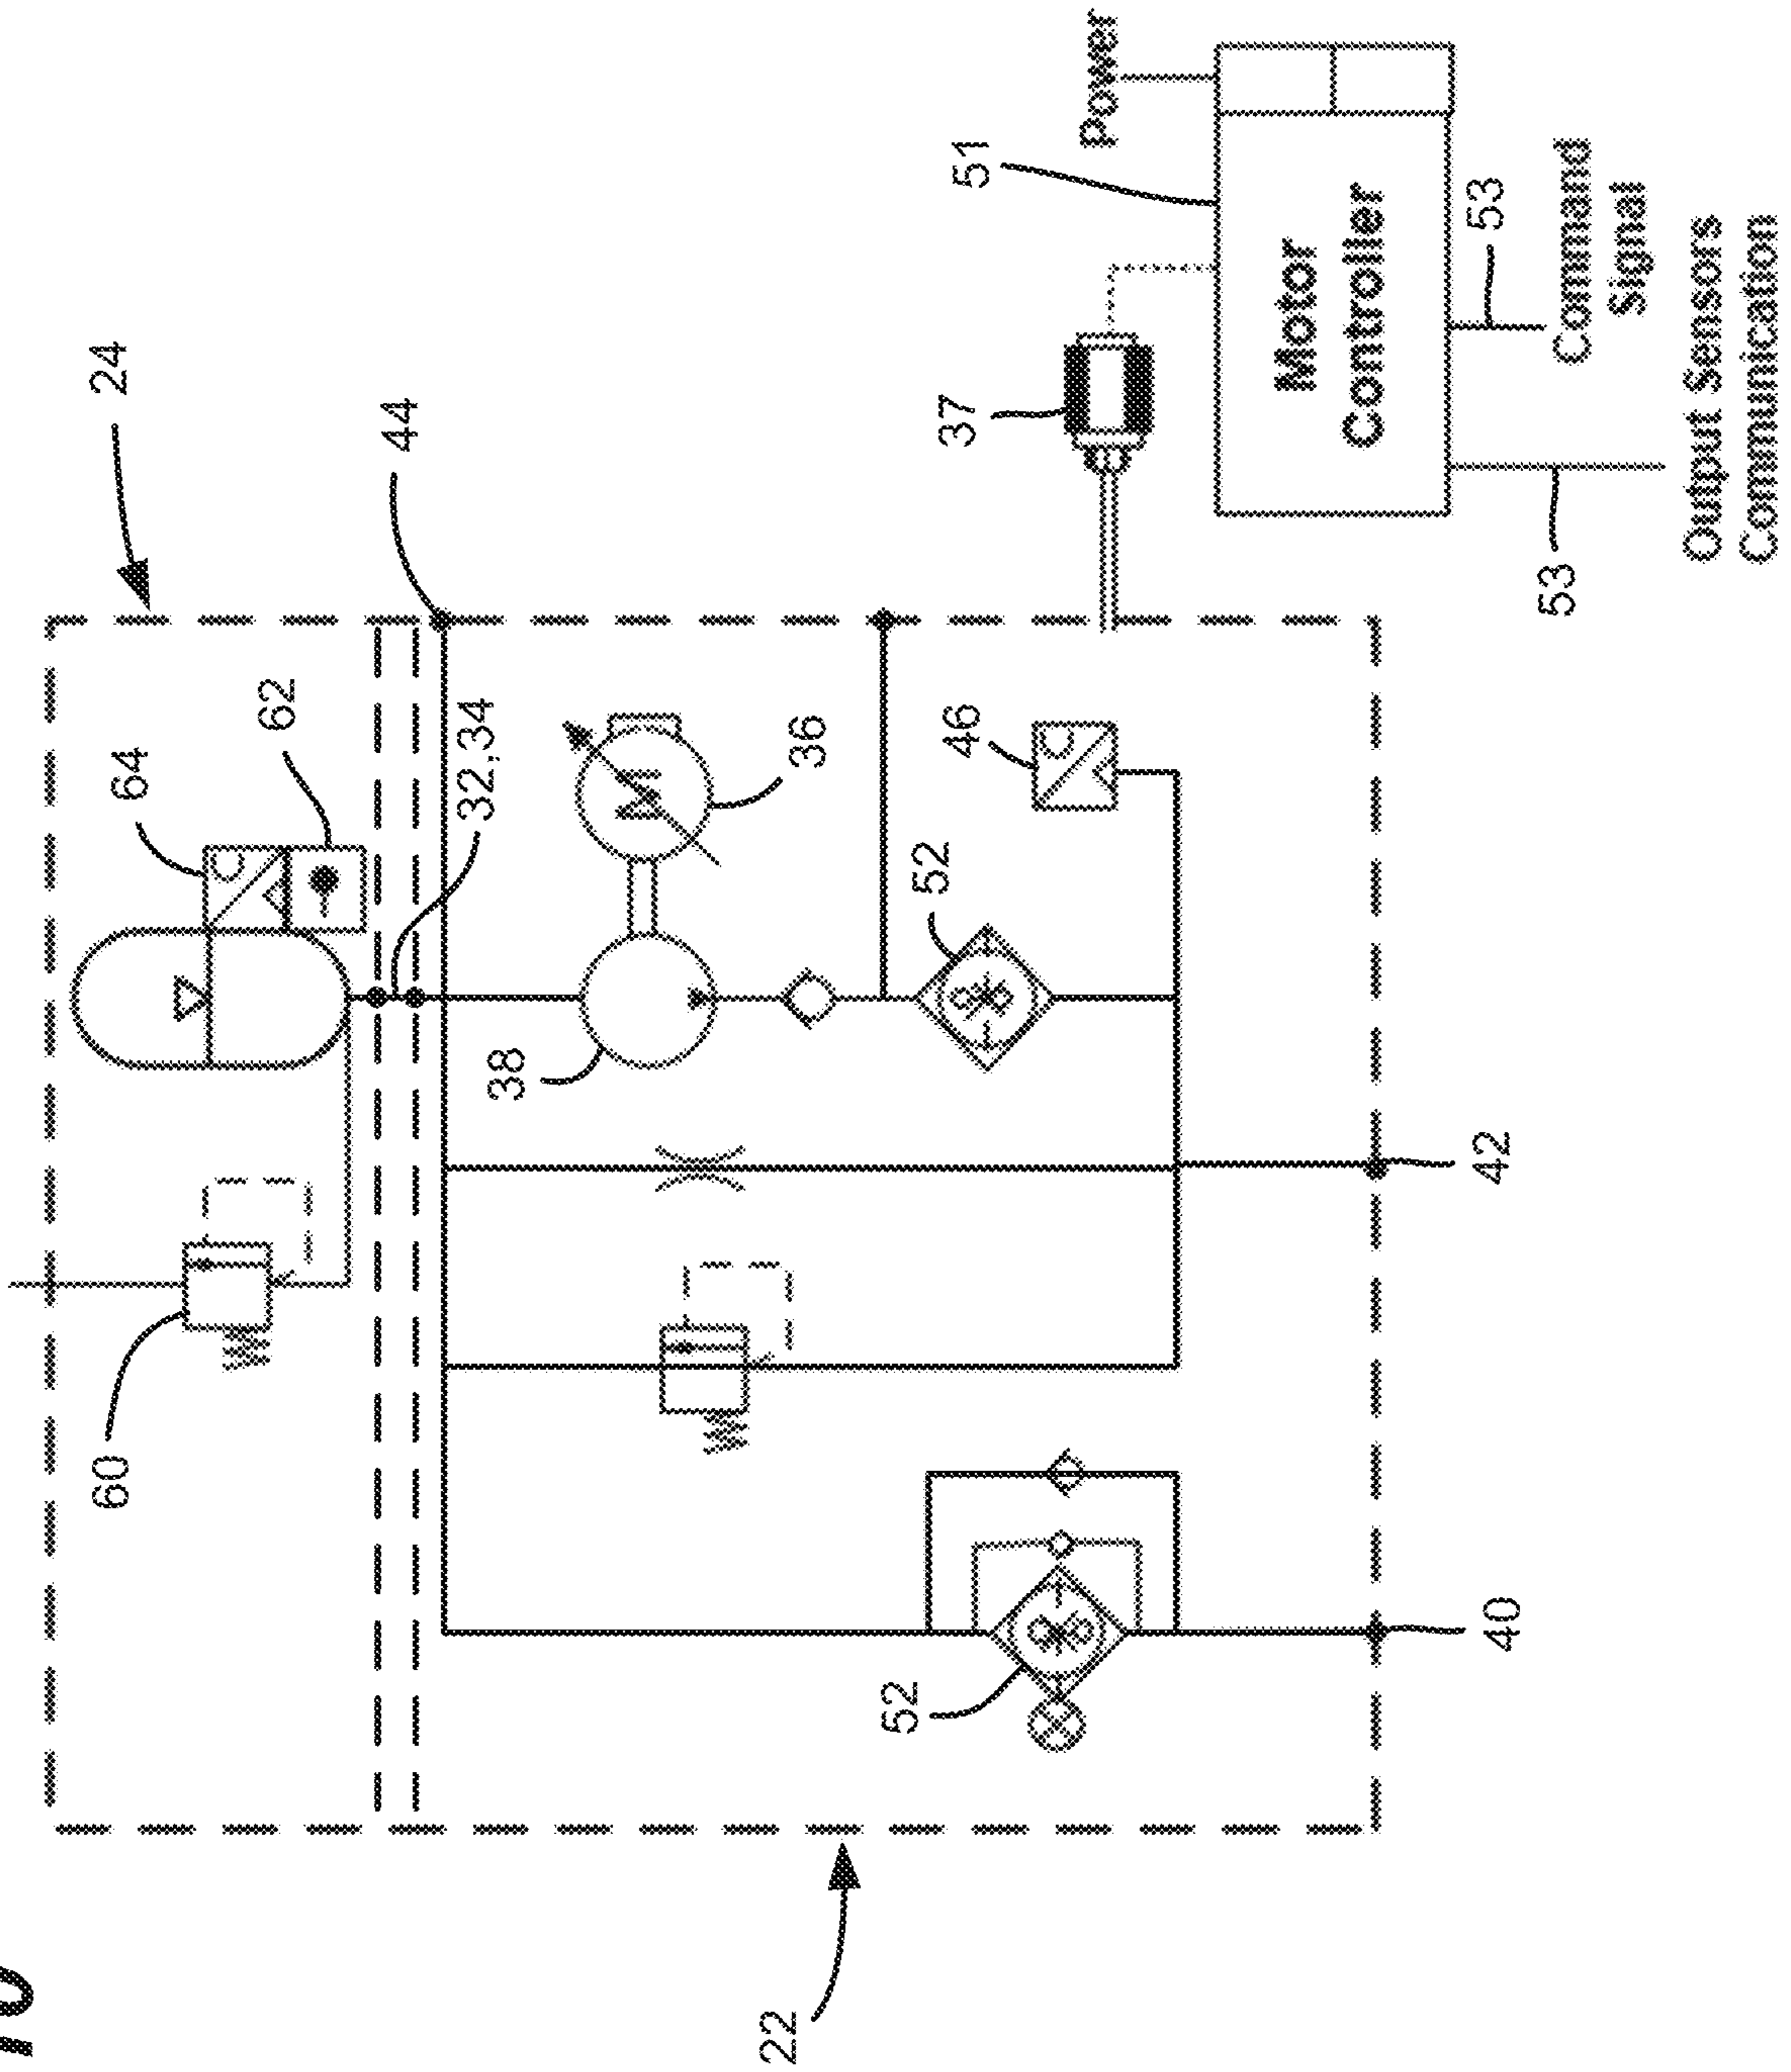 24
44
64
62
32,34
36
38
46
52
37
51
Power
Motor
Controller
53
Command
Signal
53
Output Sensors
Communication
M
60
52
42
40
22